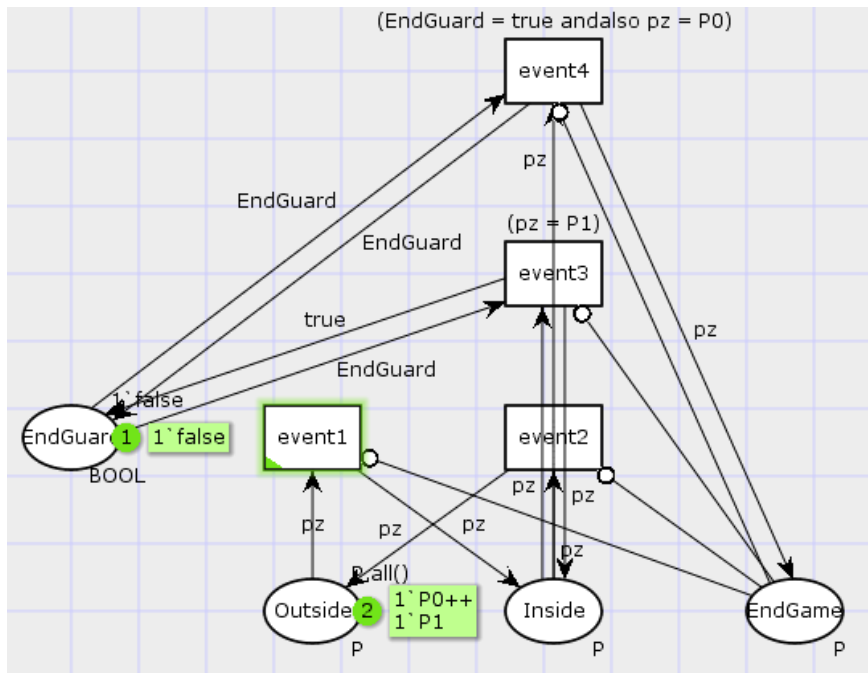 (EndGuard = true andalso pz = P0)
event4
pz
EndGuard
EndGuard
(pz = P1)
event3
true
pz
EndGuard
1`false
EndGuard
1
1`false
BOOL
event1
event2
pz
pz
pz
pz
pz
pz
P.all()
Outside
2
1`P0++
1`P1
P
Inside
P
EndGame
P